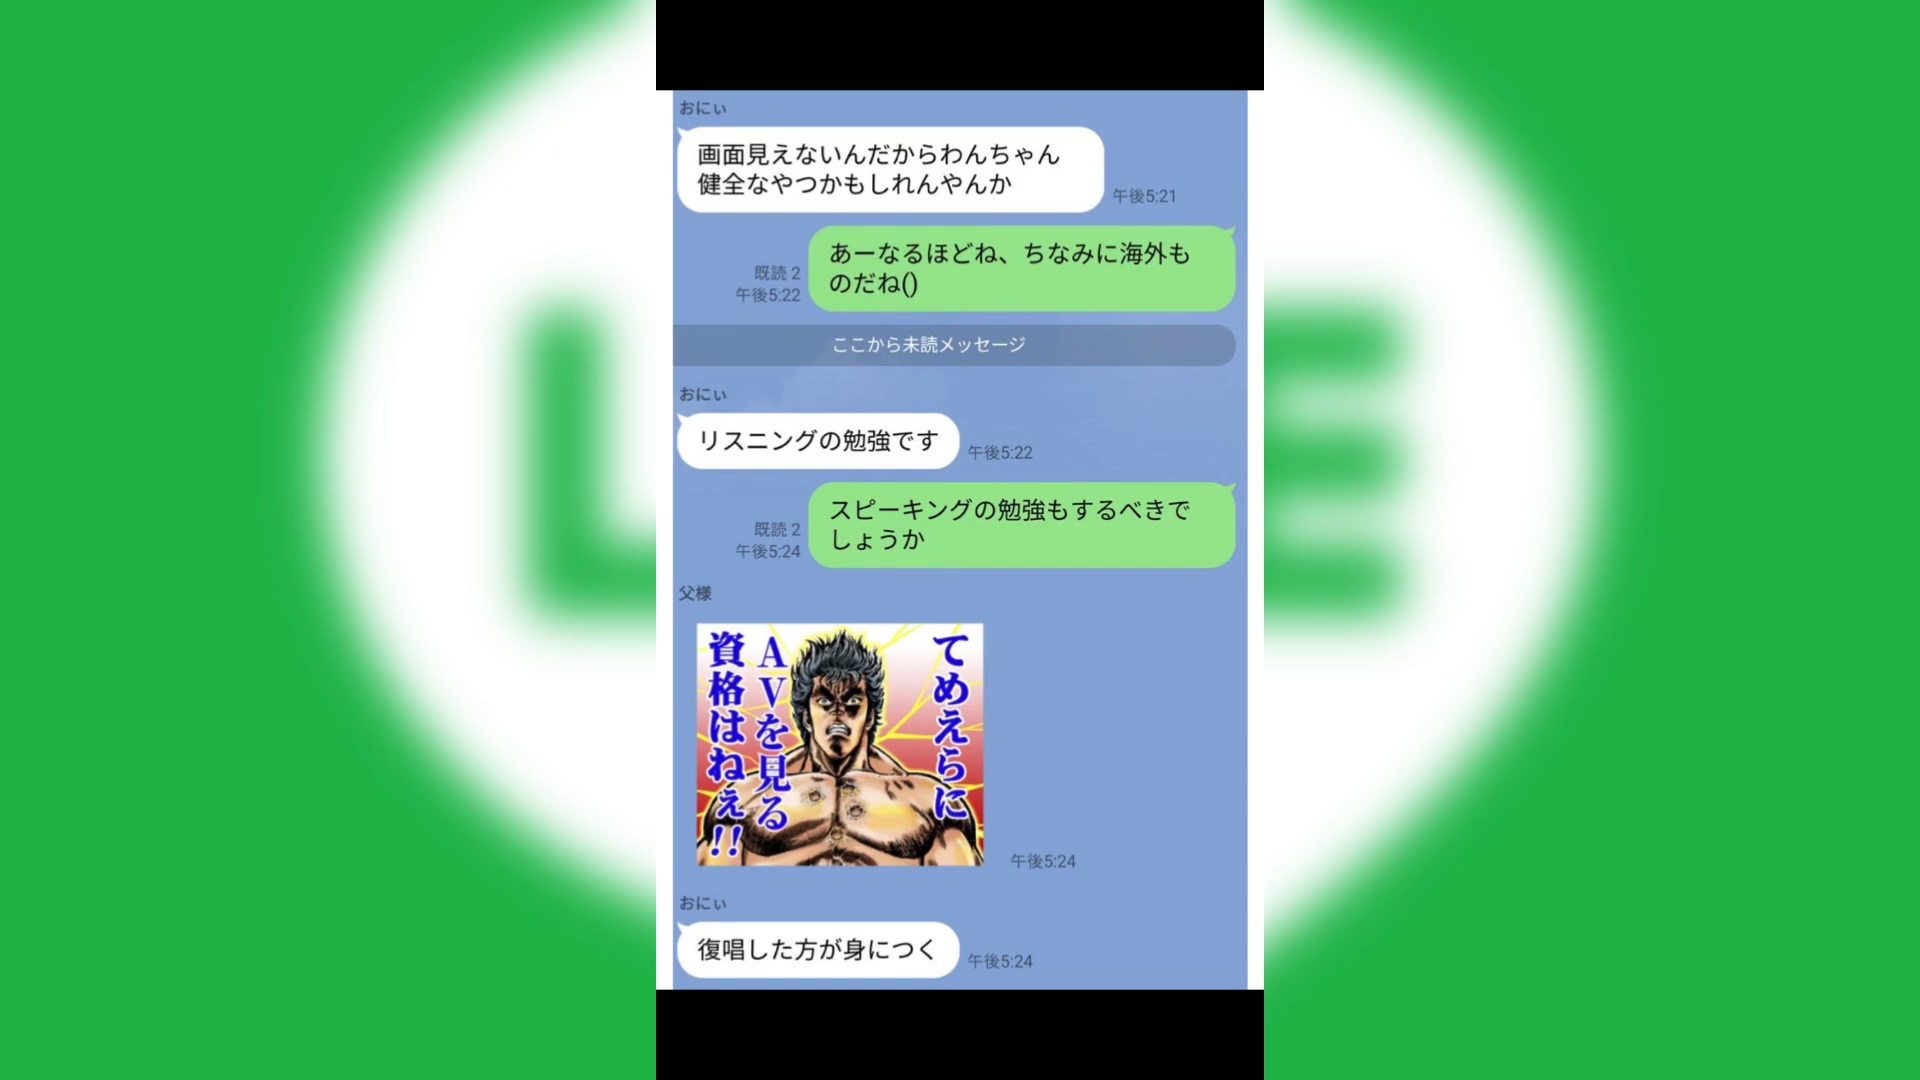 おにぃ
画面見えないんだからわんちゃん
健全なやつかもしれんやんか
午後5:21
あーなるほどね、ちなみに海外も
のだね()
既読 2
午後5:22
ここから未読メッセージ
おにぃ
リスニングの勉強です
午後5:22
スピーキングの勉強もするべきで
しょうか
既読 2
午後5:24
父様
てめえらに
AVを見る
資格はねぇ!!
午後5:24
おにぃ
復唱した方が身につく
午後5:24
L
E